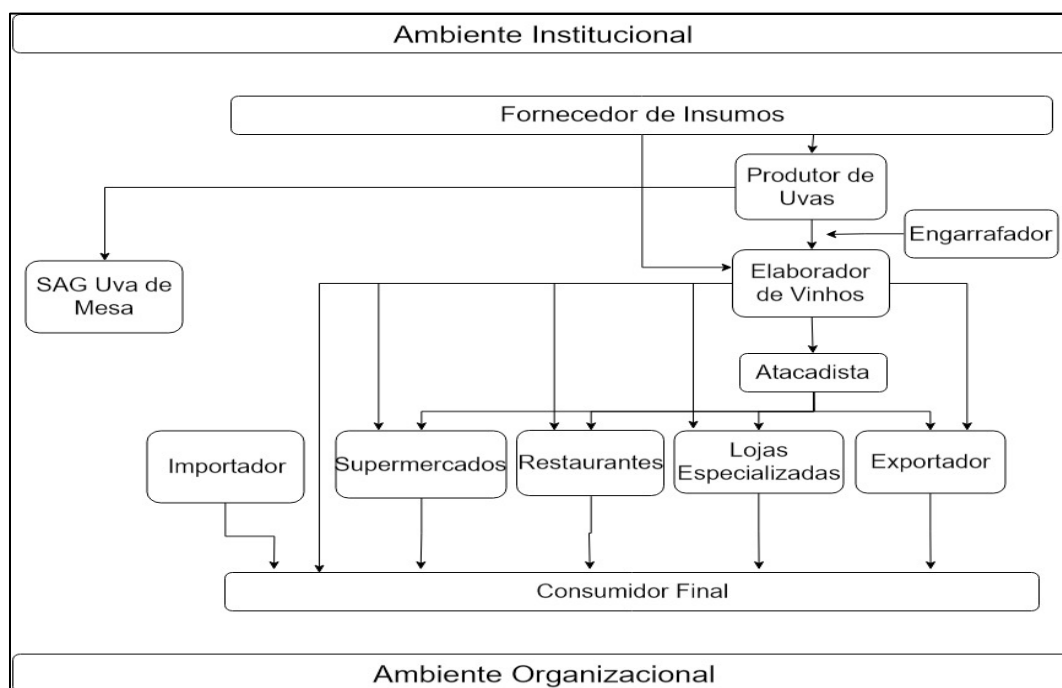 Ambiente Institucional
Fornecedor de Insumos
Produtor de
Uvas
Engarrafador
SAG Uva de
Mesa
Elaborador
de Vinhos
Atacadista
Importador
Supermercados
Restaurantes
Lojas
Especializadas
Exportador
Consumidor Final
Ambiente Organizacional